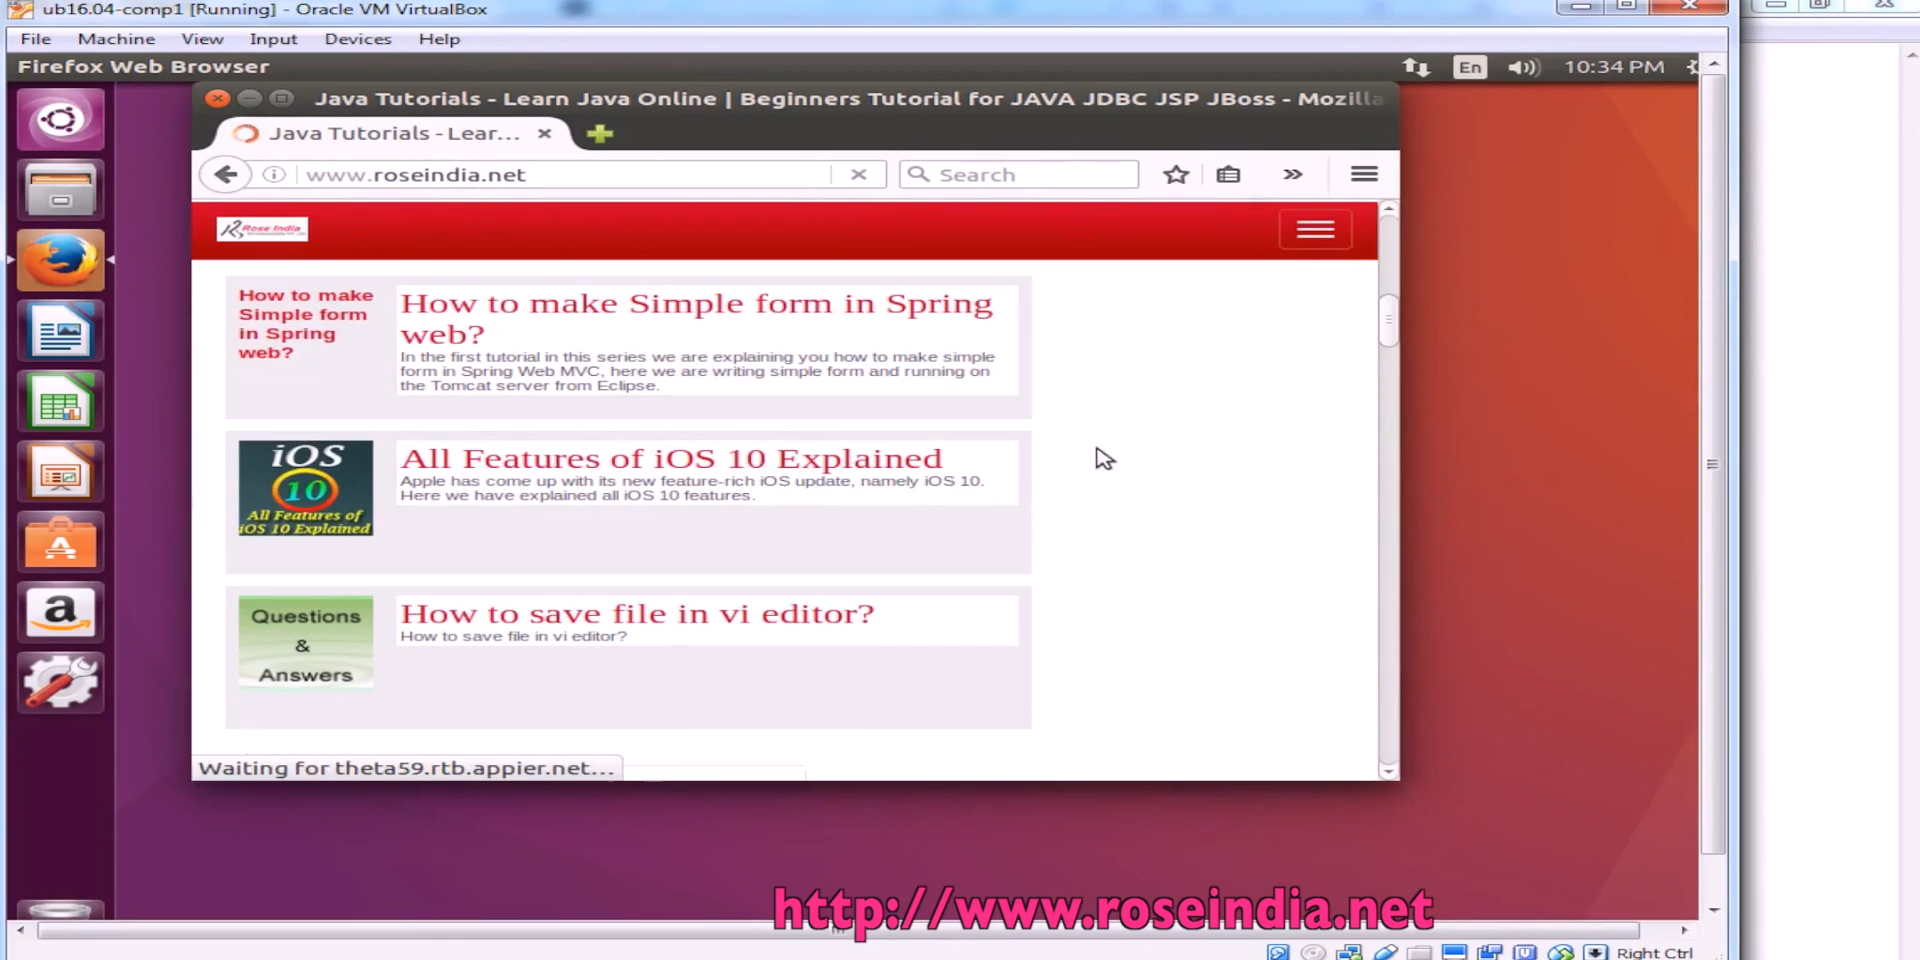 ub16.04-comp1 [Running] - Oracle VM VirtualBox
File Machine View Input Devices Help
Firefox Web Browser
En
10:34 PM
Java Tutorials - Learn Java Online | Beginners Tutorial for JAVA JDBC JSP JBoss - Mozilla
Java Tutorials - Lear...
www.roseindia.net
Search
Rose India
How to make
Simple form
in Spring
web?
How to make Simple form in Spring
web?
In the first tutorial in this series we are explaining you how to make simple
form in Spring Web MVC, here we are writing simple form and running on
the Tomcat server from Eclipse.
iOS
10
All Features of
iOS 10 Explained
All Features of iOS 10 Explained
Apple has come up with its new feature-rich iOS update, namely iOS 10.
Here we have explained all iOS 10 features.
Questions
&
Answers
How to save file in vi editor?
How to save file in vi editor?
Waiting for theta59.rtb.appier.net...
http://www.roseindia.net
Right Ctrl